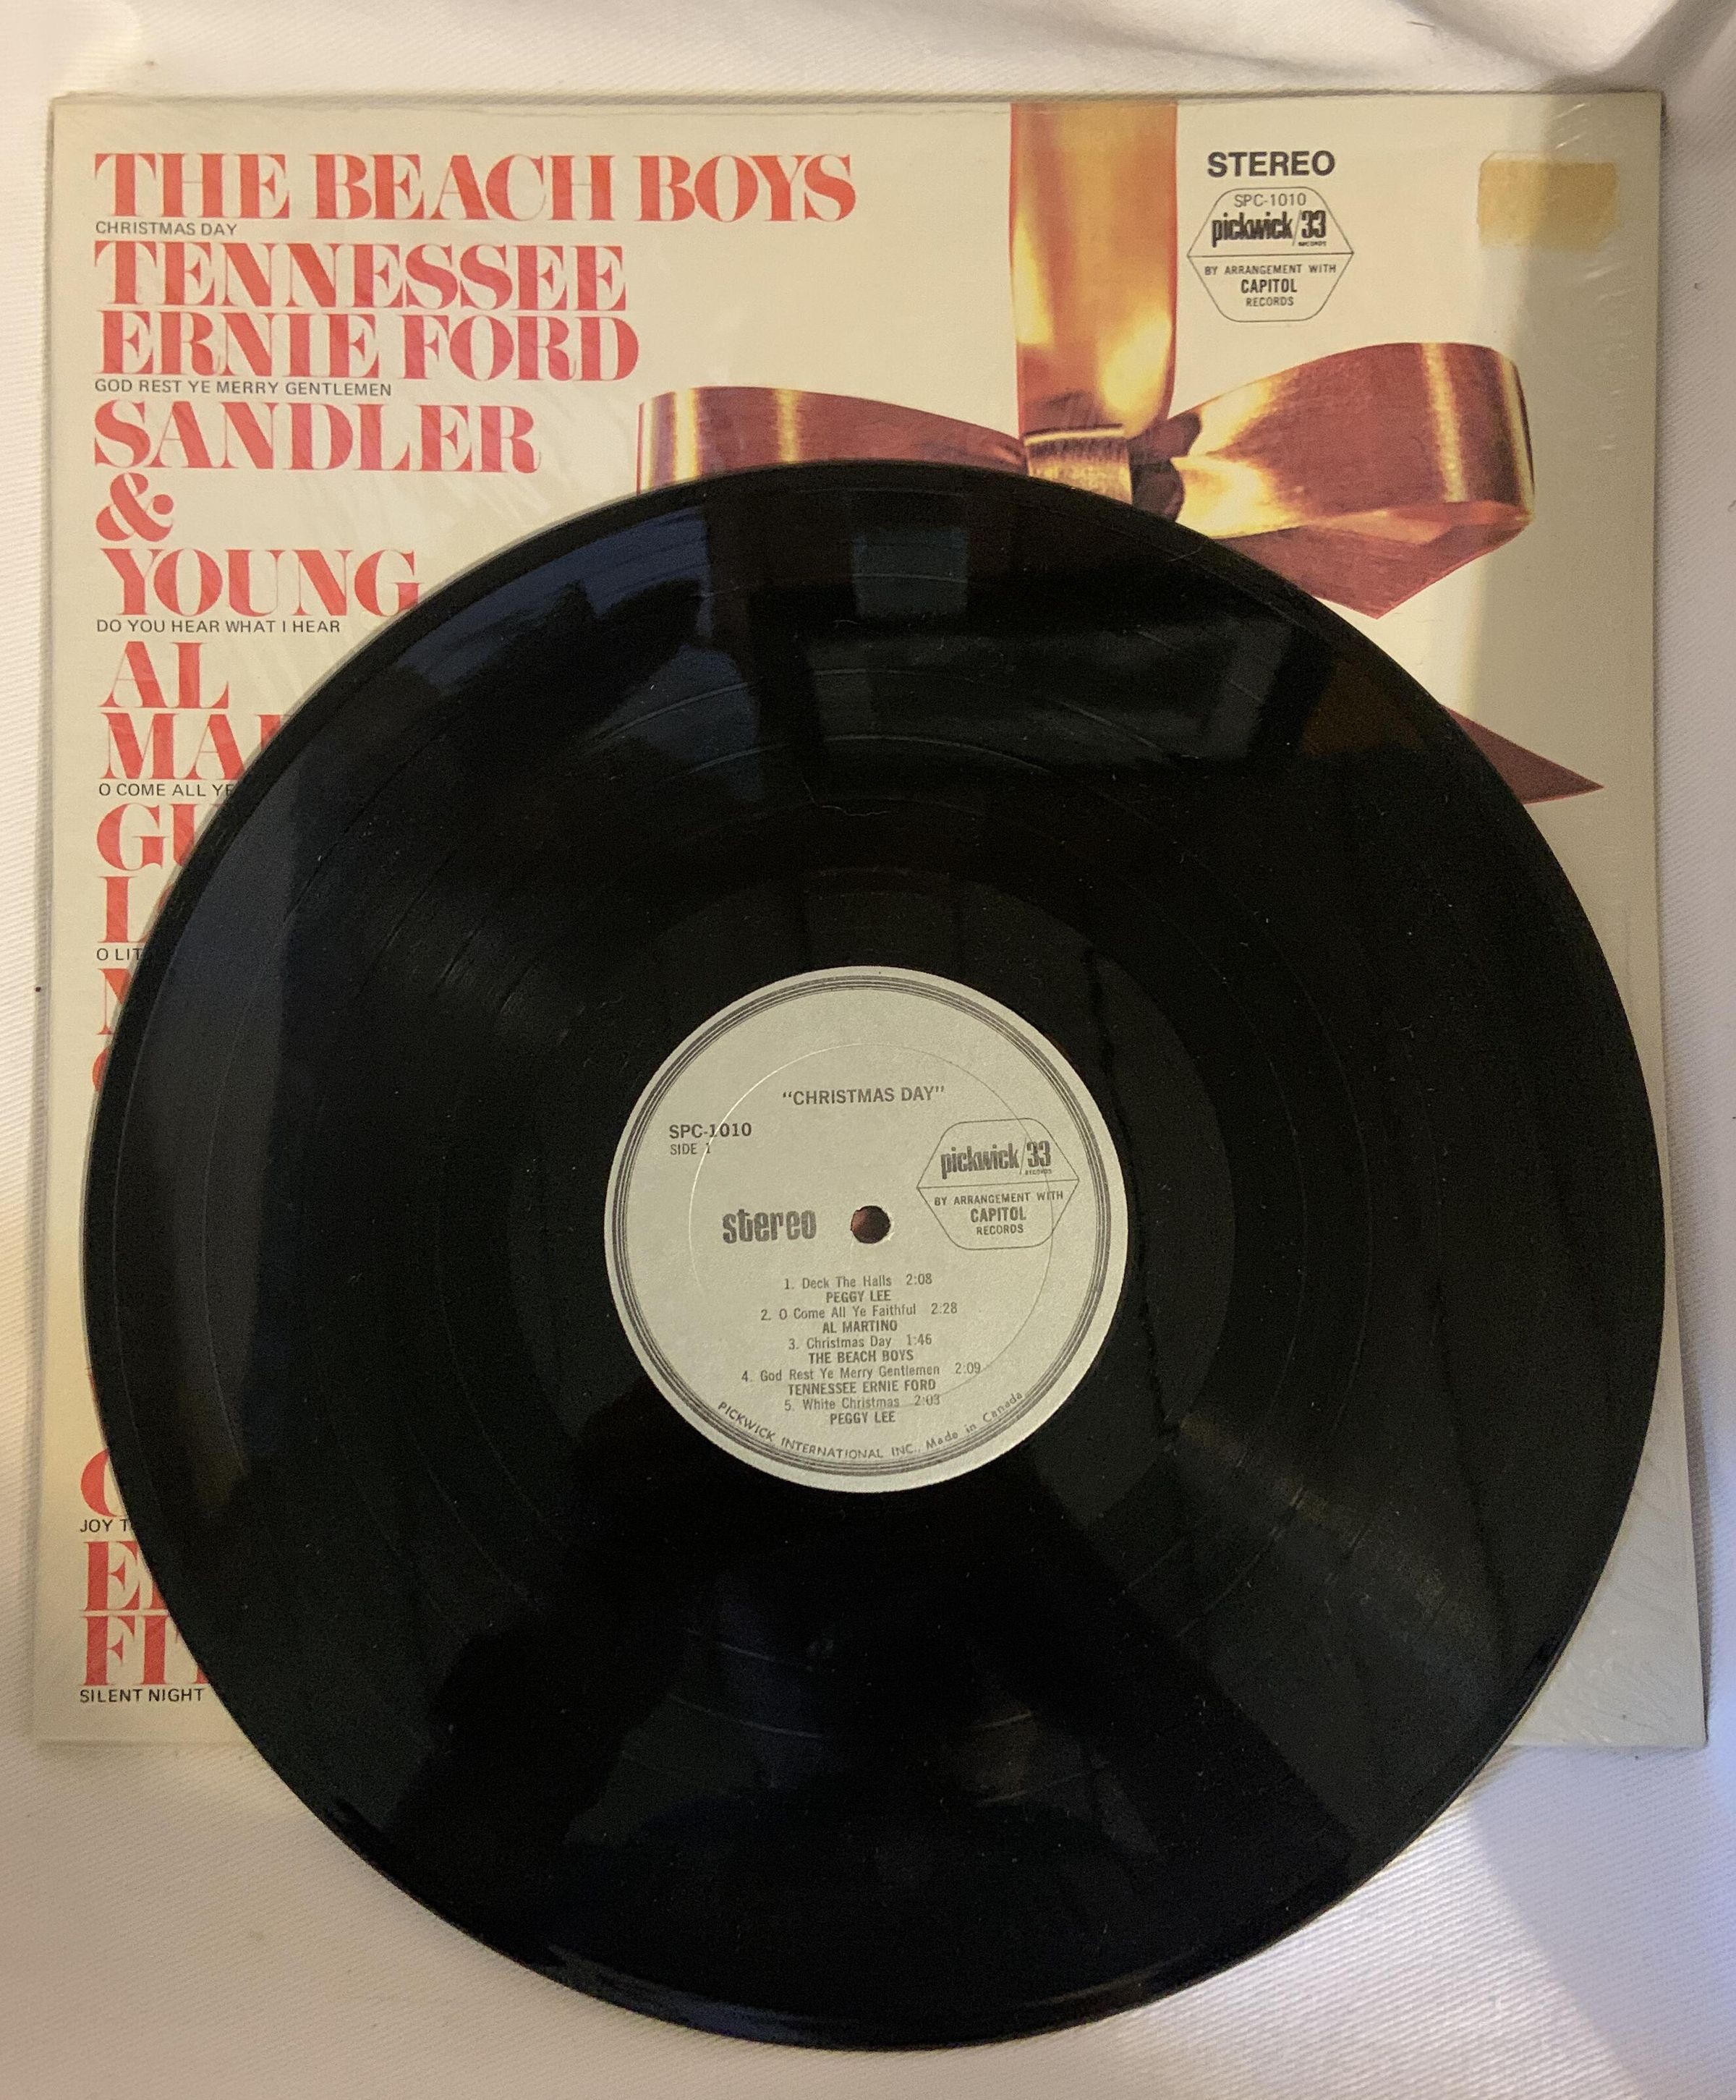 THE BEACH BOYS
CHRISTMAS DAY
TENNESSEE
ERNIE FORD
GOD REST YE MERRY GENTLEMEN
SANDLER
&
YOUNG
DO YOU HEAR WHAT I HEAR
AL
O COME ALL YE
JOY
SILENT NIGHT
STEREO
SPC-1010
pickwick/33
RECORDS
BY ARRANGEMENT WITH
CAPITOL
RECORDS
"CHRISTMAS DAY"
SPC-1010
SIDE 1
pickwick/33
RECORDS
BY ARRANGEMENT WITH
CAPITOL
RECORDS
stereo
1. Deck The Halls 2:08
PEGGY LEE
2. O Come All Ye Faithful 2:28
AL MARTINO
3. Christmas Day 1:46
THE BEACH BOYS
4. God Rest Ye Merry Gentlemen 2:09
TENNESSEE ERNIE FORD
5. White Christmas 2:03
PEGGY LEE
PICKWICK INTERNATIONAL INC., Made in Canada